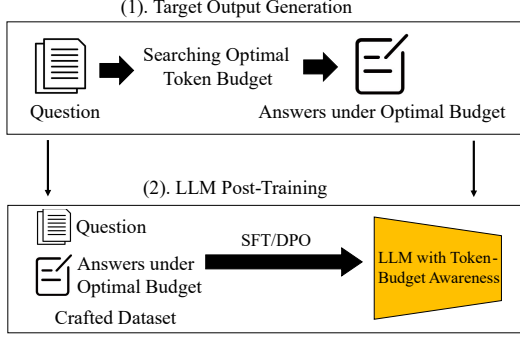 (1). Target Output Generation
Searching Optimal
Token Budget
Question
Answers under Optimal Budget
(2). LLM Post-Training
Question
Answers under
Optimal Budget
Crafted Dataset
SFT/DPO
LLM with Token-
Budget Awareness